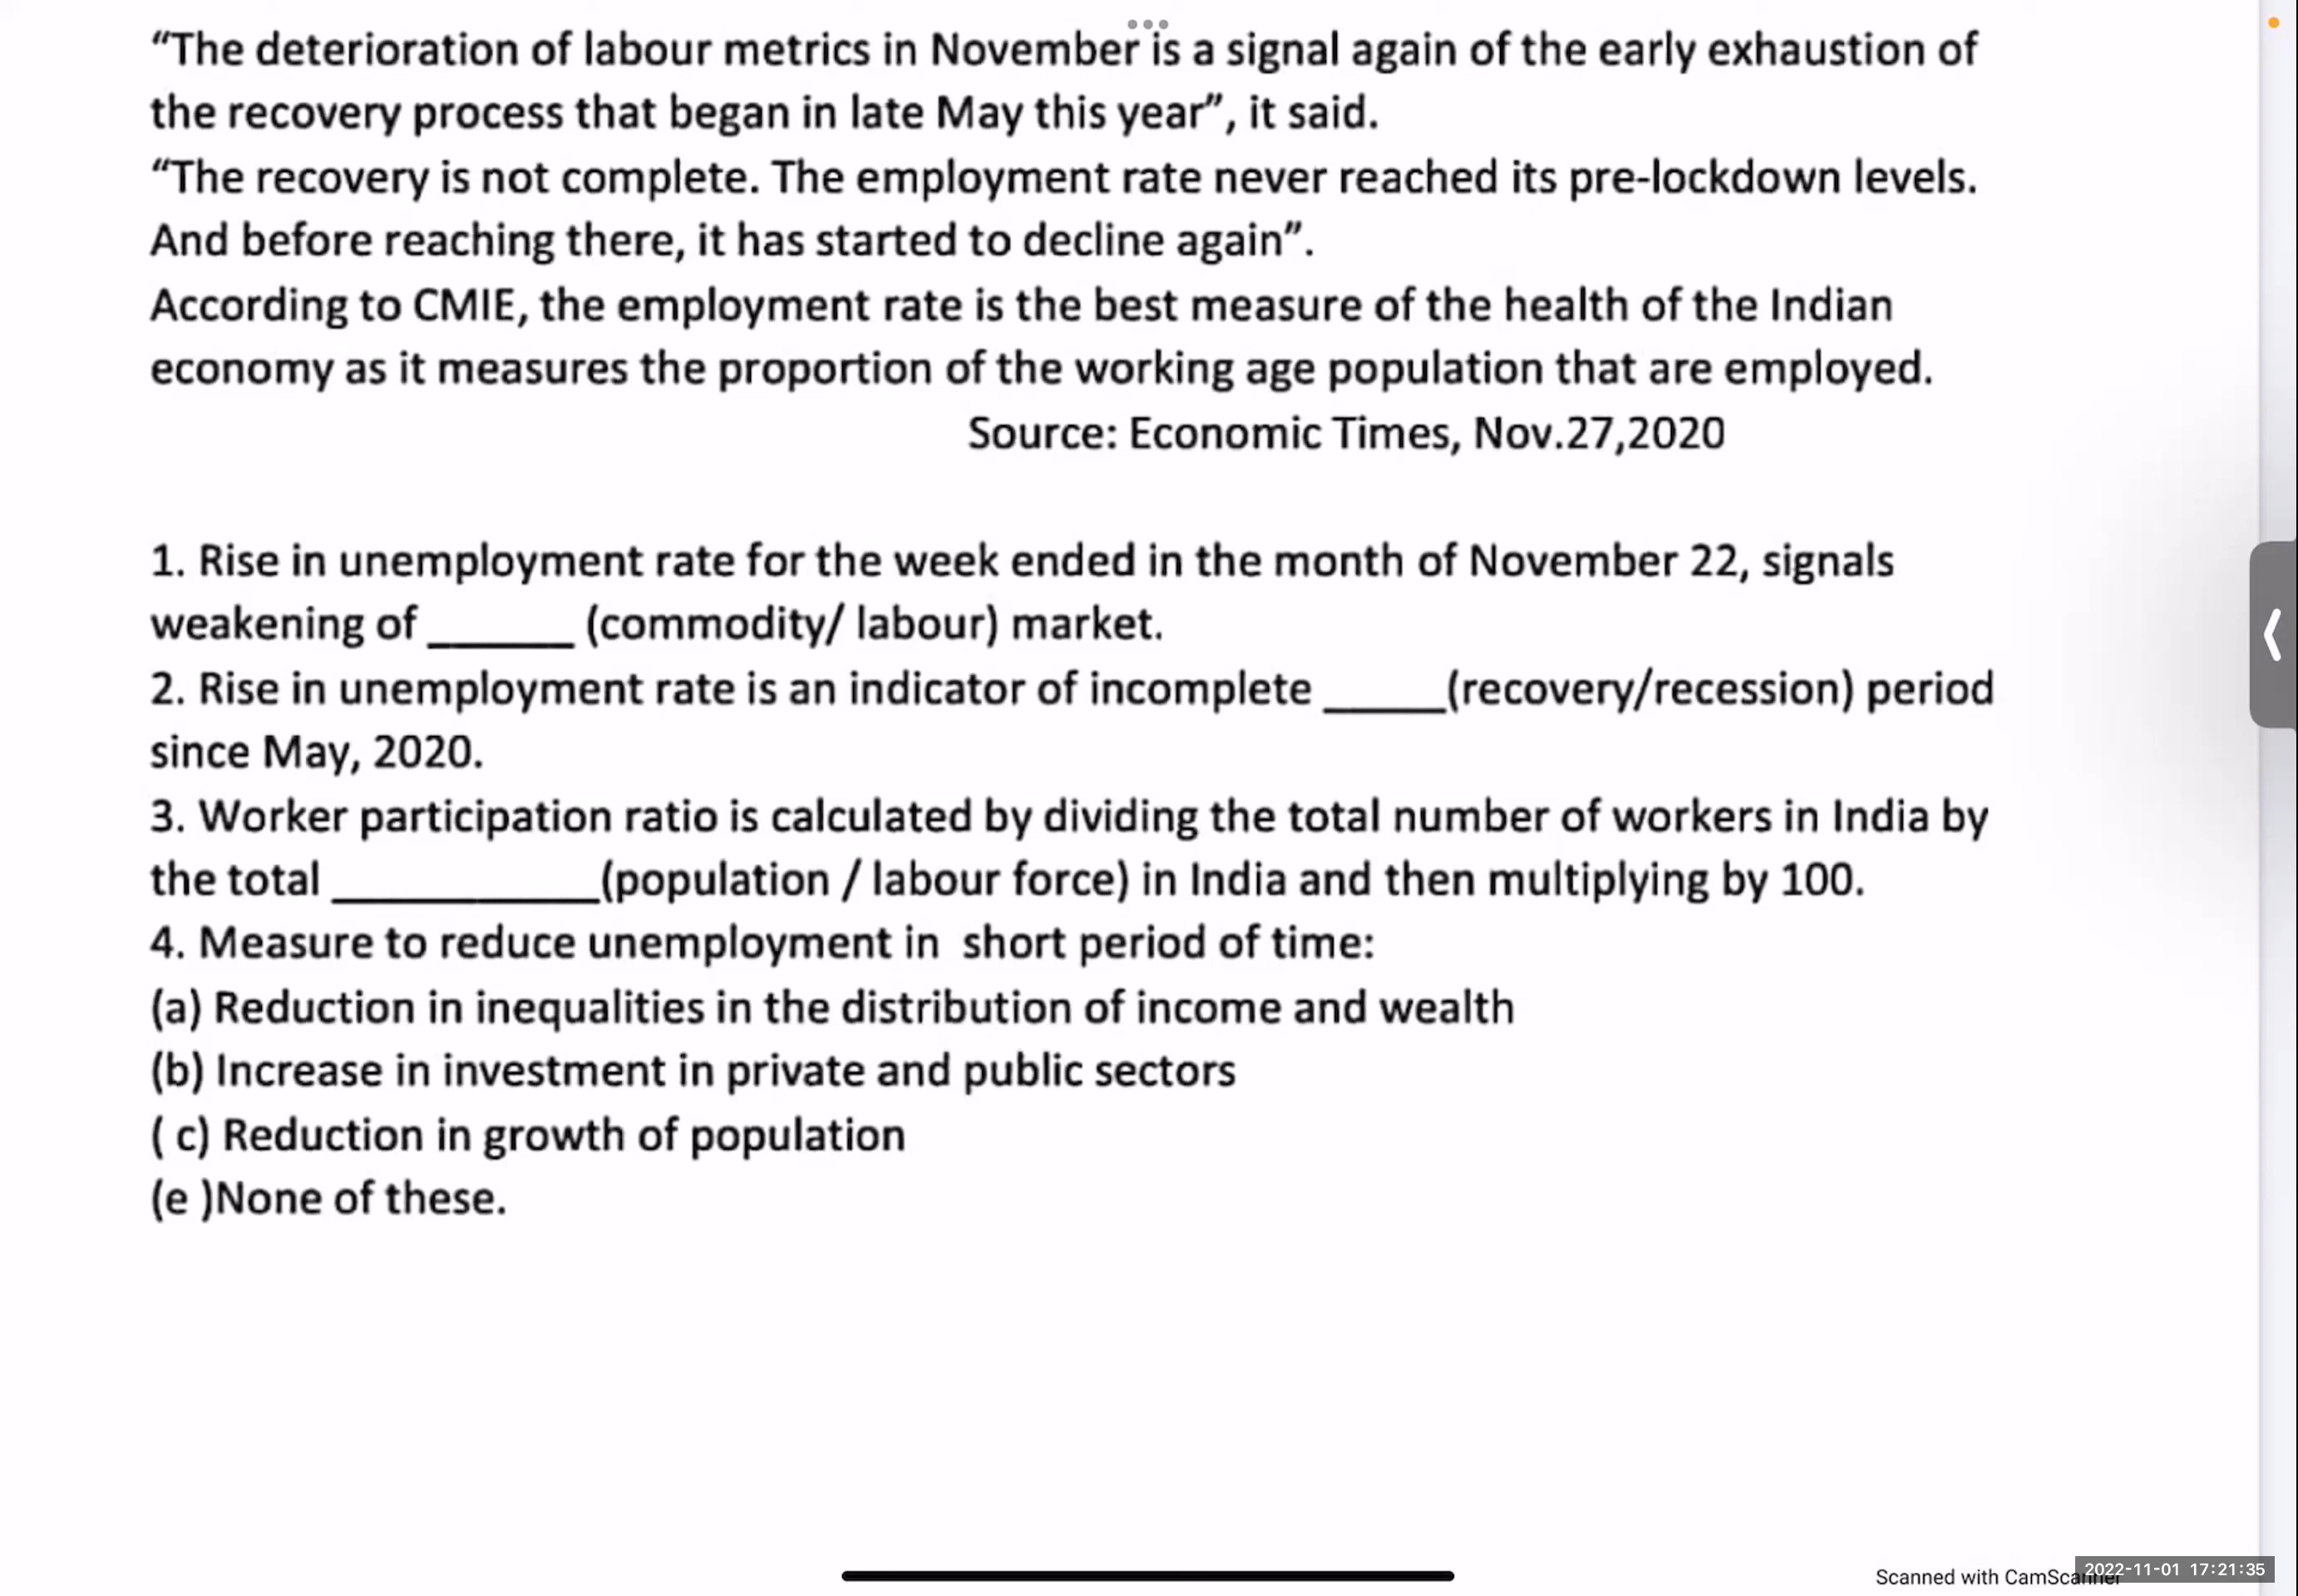 “The deterioration of labour metrics in November is a signal again of the early exhaustion of
the recovery process that began in late May this year”, it said.
“The recovery is not complete. The employment rate never reached its pre-lockdown levels.
And before reaching there, it has started to decline again”.
According to CMIE, the employment rate is the best measure of the health of the Indian
economy as it measures the proportion of the working age population that are employed.
Source: Economic Times, Nov.27,2020
1. Rise in unemployment rate for the week ended in the month of November 22, signals
weakening of ______ (commodity/ labour) market.
2. Rise in unemployment rate is an indicator of incomplete _____(recovery/recession) period
since May, 2020.
3. Worker participation ratio is calculated by dividing the total number of workers in India by
the total ___________(population / labour force) in India and then multiplying by 100.
4. Measure to reduce unemployment in  short period of time:
(a) Reduction in inequalities in the distribution of income and wealth
(b) Increase in investment in private and public sectors
( c) Reduction in growth of population
(e )None of these.
Scanned with CamScanner
2022-11-01 17:21:35